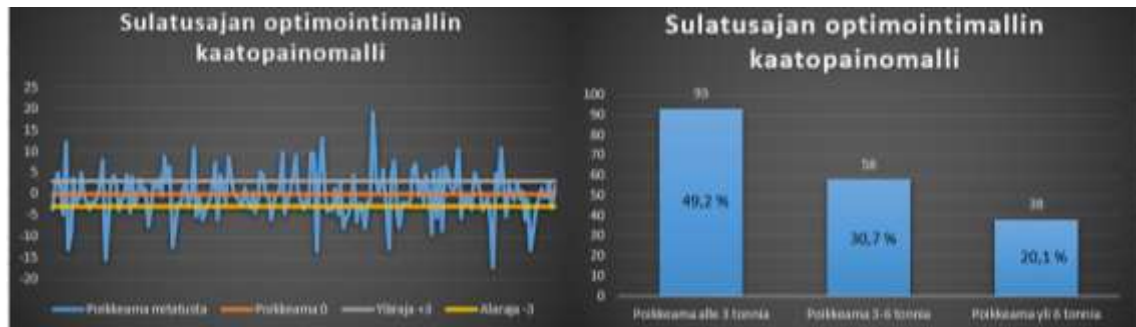 Sulatusajan optimointimallin
kaatopainomalli
25
20
15
10
5
0
-5
-10
-15
-20
Poikkeama mitatusta
Poikkeama 0
Yläraja +3
Alaraja -3
Sulatusajan optimointimallin
kaatopainomalli
100
90
80
70
60
50
40
30
20
10
0
93
49,2 %
58
30,7 %
38
20,1 %
Poikkeama alle 3 tonnia
Poikkeama 3-6 tonnia
Poikkeama yli 6 tonnia